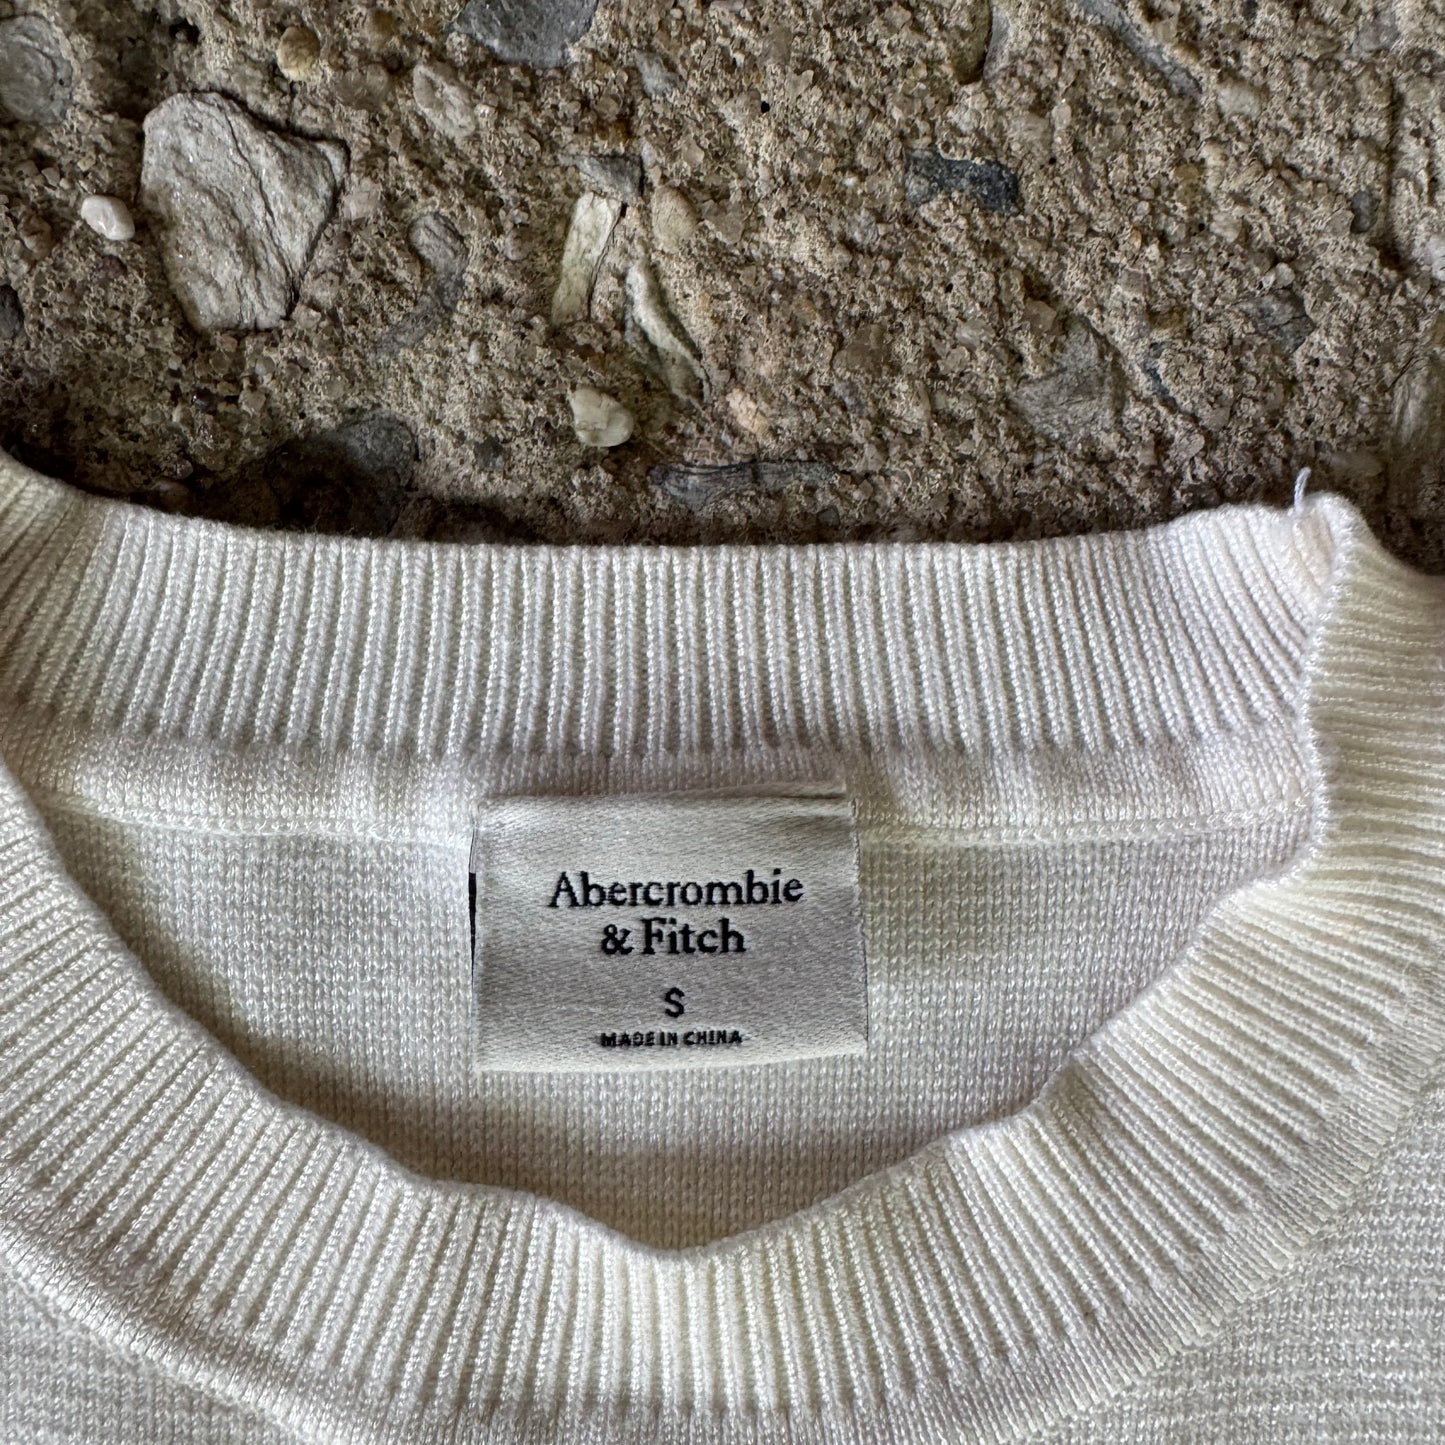 Abercrombie
& Fitch
S
MADE IN CHINA